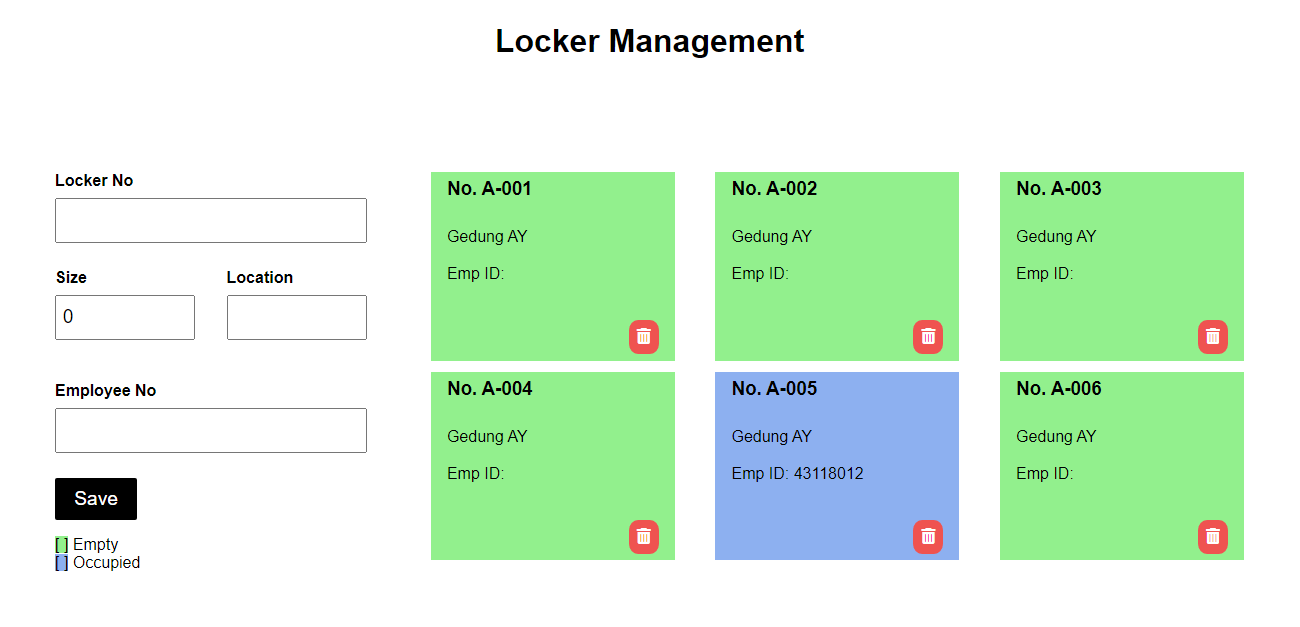 Locker Management
Locker No
Size
Location
0
Employee No
Save
[ ] Empty
[ ] Occupied
No. A-001
Gedung AY
Emp ID:
No. A-002
Gedung AY
Emp ID:
No. A-003
Gedung AY
Emp ID:
No. A-004
Gedung AY
Emp ID:
No. A-005
Gedung AY
Emp ID: 43118012
No. A-006
Gedung AY
Emp ID: